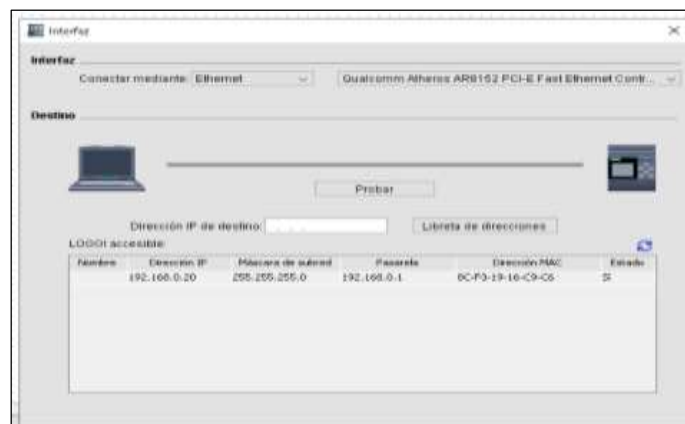 Interfaz
Interfaz
Conectar mediante: Ethernet Qualcomm Atheros AR8152 PCI-E Fast Ethernet Contr...
Destino
Probar
Dirección IP de destino: . . . Libreta de direcciones
LOGO! accesible:
Nombre Dirección IP Máscara de subred Pasarela Dirección MAC Estado
192.168.0.20 255.255.255.0 192.168.0.1 8C-F3-19-16-C9-C6 Sí